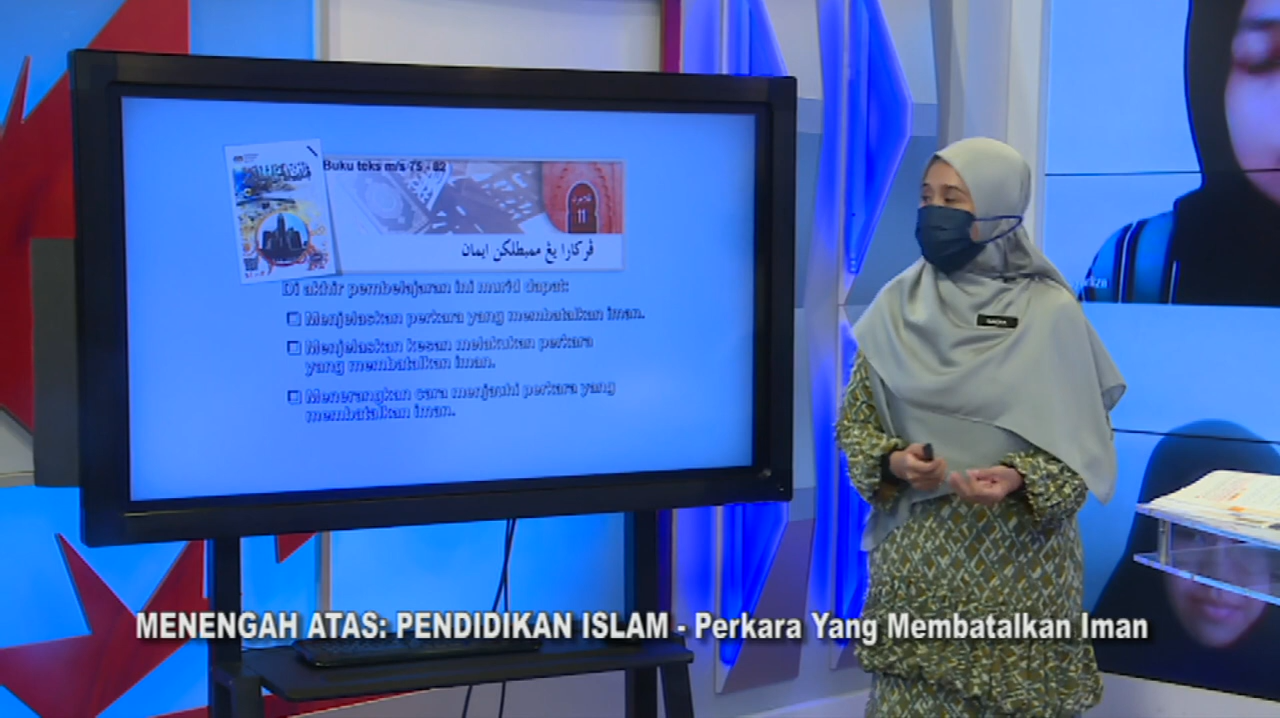 Buku teks m/s 75 - 82
11
ڤركارا يڠ ممبطلكن ايمان
Di akhir pembelajaran ini murid dapat:
Menjelaskan perkara yang membatalkan iman.
Menjelaskan kesan melakukan perkara
yang membatalkan iman.
Menerangkan cara menjauhi perkara yang
membatalkan iman.
MENENGAH ATAS: PENDIDIKAN ISLAM - Perkara Yang Membatalkan Iman